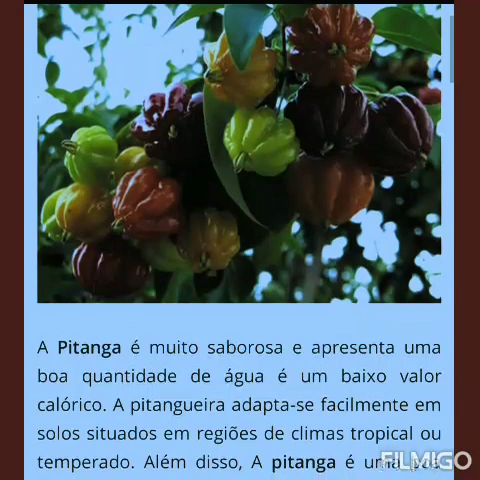 A Pitanga é muito saborosa e apresenta uma
boa quantidade de água é um baixo valor
calórico. A pitangueira adapta-se facilmente em
solos situados em regiões de climas tropical ou
temperado. Além disso, A pitanga é uma
FILMIGO